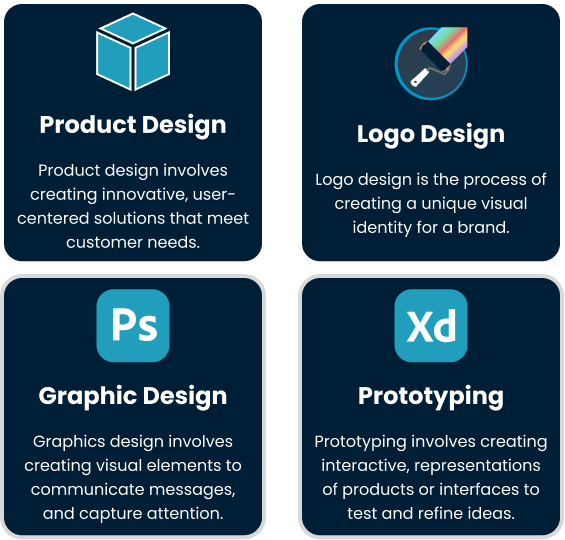 Product Design
Product design involves
creating innovative, user-
centered solutions that meet
customer needs.
Logo Design
Logo design is the process of
creating a unique visual
identity for a brand.
Ps
Graphic Design
Graphics design involves
creating visual elements to
communicate messages,
and capture attention.
Xd
Prototyping
Prototyping involves creating
interactive, representations
of products or interfaces to
test and refine ideas.